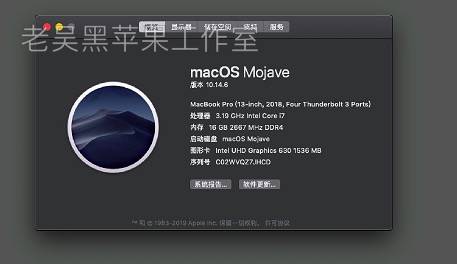 概览 显示器 储存空间 支持 服务
老吴黑苹果工作室
macOS Mojave
版本 10.14.6
MacBook Pro (13-inch, 2018, Four Thunderbolt 3 Ports)
处理器 3.19 GHz Intel Core i7
内存 16 GB 2667 MHz DDR4
启动磁盘 macOS Mojave
图形卡 Intel UHD Graphics 630 1536 MB
序列号 C02WVQZ7JHCD
系统报告... 软件更新...
™ 和 © 1983-2019 Apple Inc. 保留一切权利。 许可协议